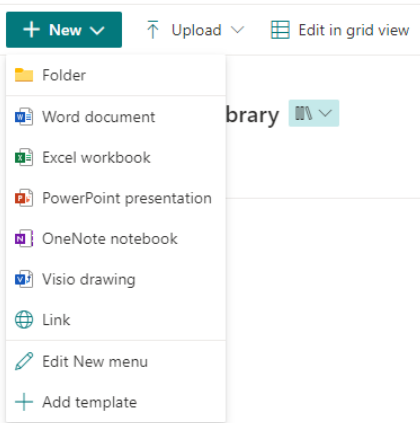 New Upload Edit in grid view
Folder
Word document brary
Excel workbook
PowerPoint presentation
OneNote notebook
Visio drawing
Link
Edit New menu
Add template